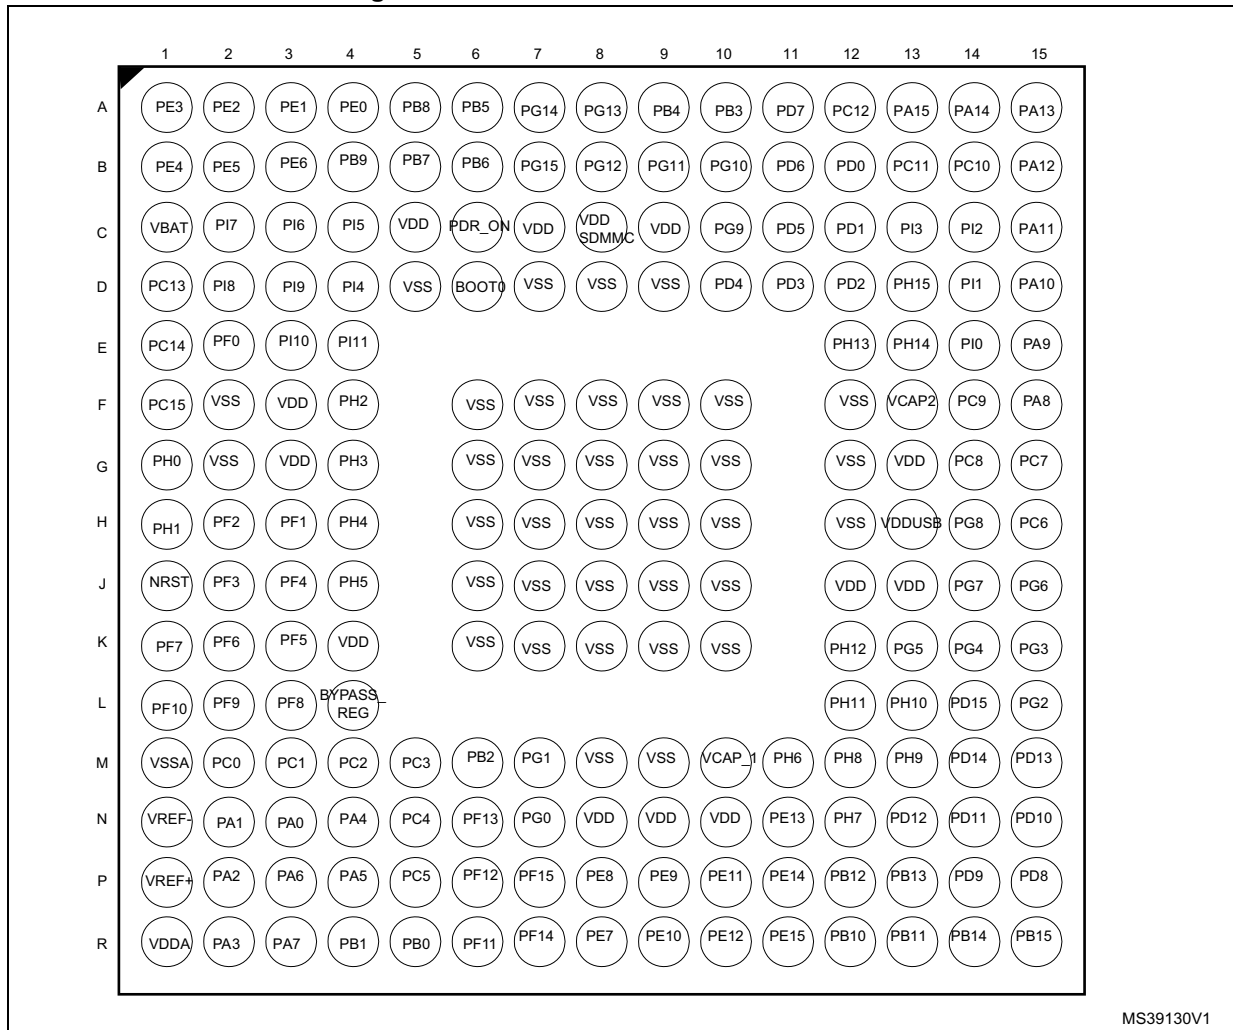 1 2 3 4 5 6 7 8 9 10 11 12 13 14 15
A PE3 PE2 PE1 PE0 PB8 PB5 PG14 PG13 PB4 PB3 PD7 PC12 PA15 PA14 PA13
B PE4 PE5 PE6 PB9 PB7 PB6 PG15 PG12 PG11 PG10 PD6 PD0 PC11 PC10 PA12
C VBAT PI7 PI6 PI5 VDD PDR_ON VDD VDD SDMMC VDD PG9 PD5 PD1 PI3 PI2 PA11
D PC13 PI8 PI9 PI4 VSS BOOT0 VSS VSS VSS PD4 PD3 PD2 PH15 PI1 PA10
E PC14 PF0 PI10 PI11 PH13 PH14 PI0 PA9
F PC15 VSS VDD PH2 VSS VSS VSS VSS VSS VSS VCAP2 PC9 PA8
G PH0 VSS VDD PH3 VSS VSS VSS VSS VSS VSS VDD PC8 PC7
H PH1 PF2 PF1 PH4 VSS VSS VSS VSS VSS VSS VDDUSB PG8 PC6
J NRST PF3 PF4 PH5 VSS VSS VSS VSS VSS VDD VDD PG7 PG6
K PF7 PF6 PF5 VDD VSS VSS VSS VSS VSS PH12 PG5 PG4 PG3
L PF10 PF9 PF8 BYPASS_ REG PH11 PH10 PD15 PG2
M VSSA PC0 PC1 PC2 PC3 PB2 PG1 VSS VSS VCAP_1 PH6 PH8 PH9 PD14 PD13
N VREF- PA1 PA0 PA4 PC4 PF13 PG0 VDD VDD VDD PE13 PH7 PD12 PD11 PD10
P VREF+ PA2 PA6 PA5 PC5 PF12 PF15 PE8 PE9 PE11 PE14 PB12 PB13 PD9 PD8
R VDDA PA3 PA7 PB1 PB0 PF11 PF14 PE7 PE10 PE12 PE15 PB10 PB11 PB14 PB15
MS39130V1